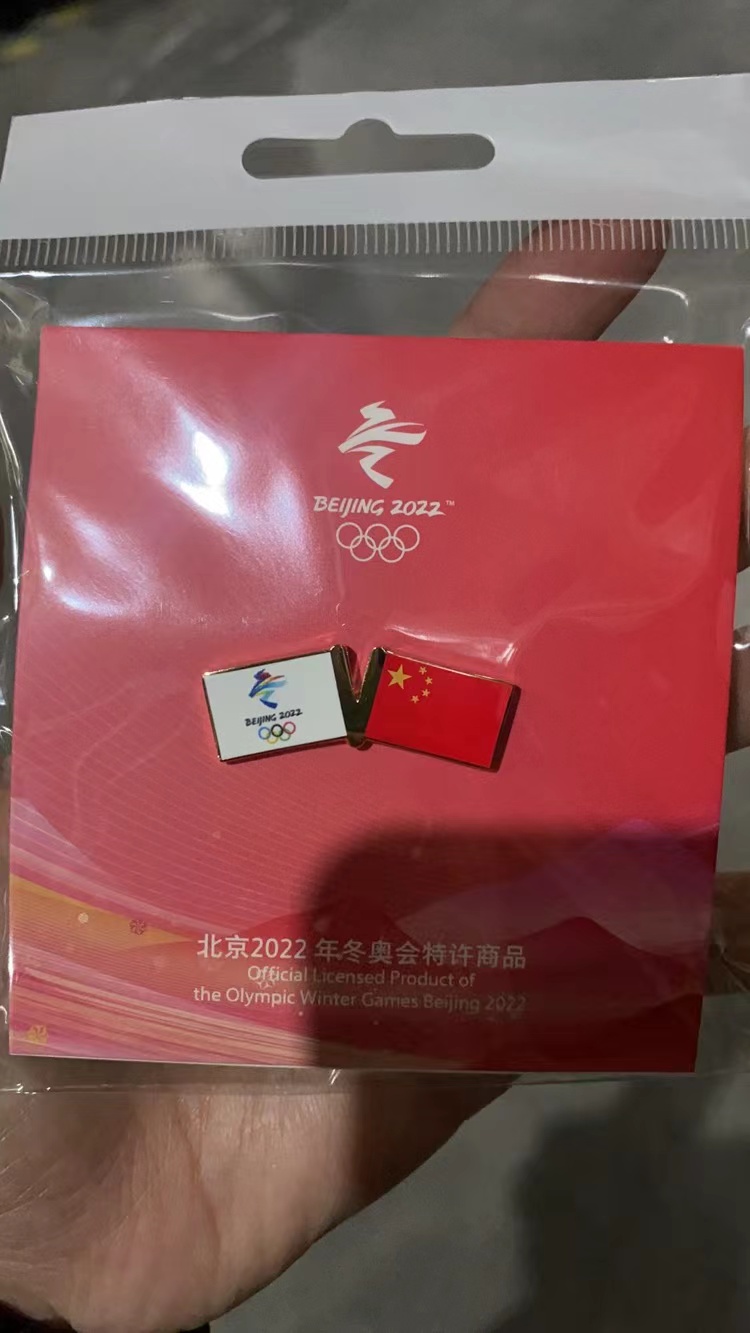 BEIJING 2022™
BEIJING 2022
北京2022年冬奥会特许商品
Official Licensed Product of
the Olympic Winter Games Beijing 2022